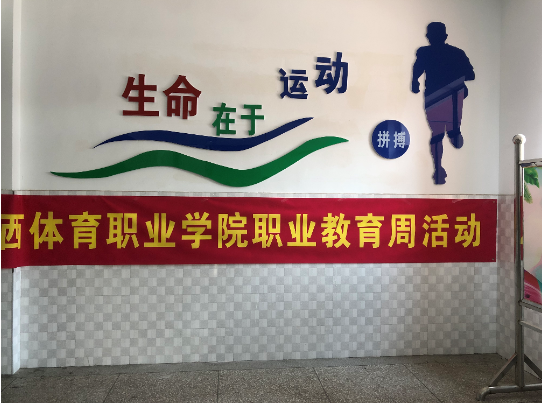 生命
在于
运动
拼搏
西体育职业学院职业教育周活动